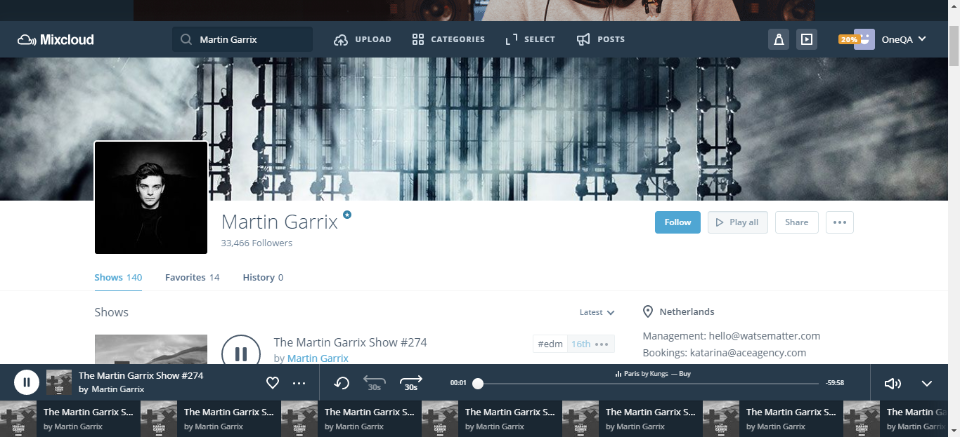 Mixcloud Martin Garrix UPLOAD CATEGORIES SELECT POSTS 20% OneQA
Martin Garrix
33,466 Followers
Follow Play all Share
Shows 140 Favorites 14 History 0
Shows Latest
Netherlands
The Martin Garrix Show #274 #edm 16th
by Martin Garrix
Management: hello@watsematter.com
Bookings: katarina@aceagency.com
The Martin Garrix Show #274
by Martin Garrix
30s 30s 00:01 Paris by Kungs — Buy -59:58
The Martin Garrix S... The Martin Garrix S... The Martin Garrix S... The Martin Garrix S... The Martin Garrix S... The Martin Garrix S... The Martin G
by Martin Garrix by Martin Garrix by Martin Garrix by Martin Garrix by Martin Garrix by Martin Garrix by Martin Garrix